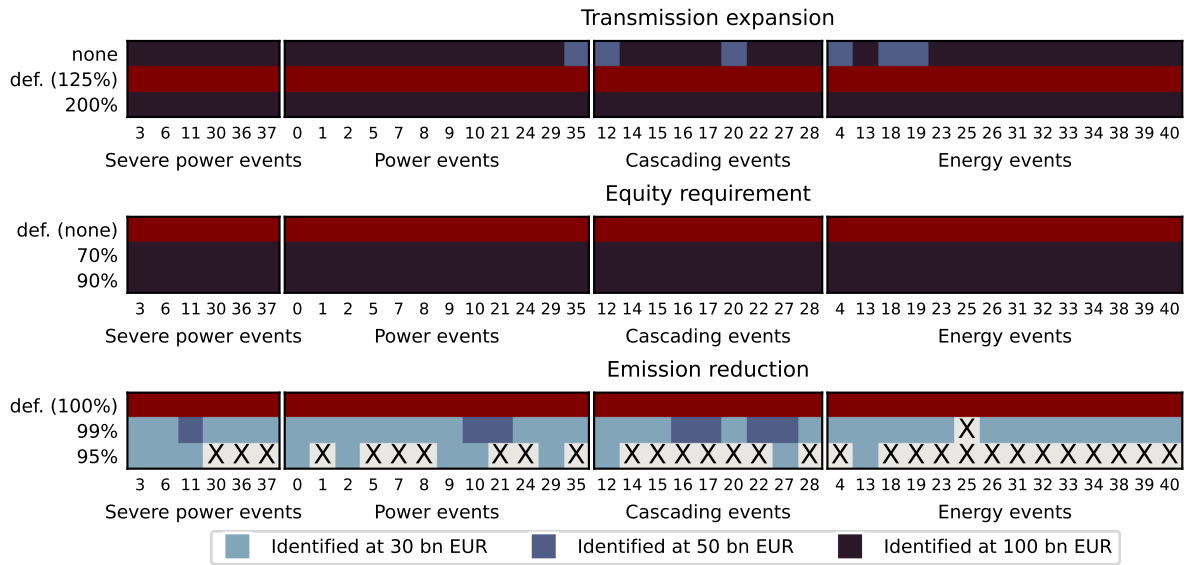 Transmission expansion
none
def. (125%)
200%
3 6 11 30 36 37 0 1 2 5 7 8 9 10 21 24 29 35 12 14 15 16 17 20 22 27 28 4 13 18 19 23 25 26 31 32 33 34 38 39 40
Severe power events Power events Cascading events Energy events
Equity requirement
def. (none)
70%
90%
3 6 11 30 36 37 0 1 2 5 7 8 9 10 21 24 29 35 12 14 15 16 17 20 22 27 28 4 13 18 19 23 25 26 31 32 33 34 38 39 40
Severe power events Power events Cascading events Energy events
Emission reduction
def. (100%)
99% X
95% X X X X X X X X X X X X X X X X X X X X X X X X X X X X X X
3 6 11 30 36 37 0 1 2 5 7 8 9 10 21 24 29 35 12 14 15 16 17 20 22 27 28 4 13 18 19 23 25 26 31 32 33 34 38 39 40
Severe power events Power events Cascading events Energy events
Identified at 30 bn EUR Identified at 50 bn EUR Identified at 100 bn EUR